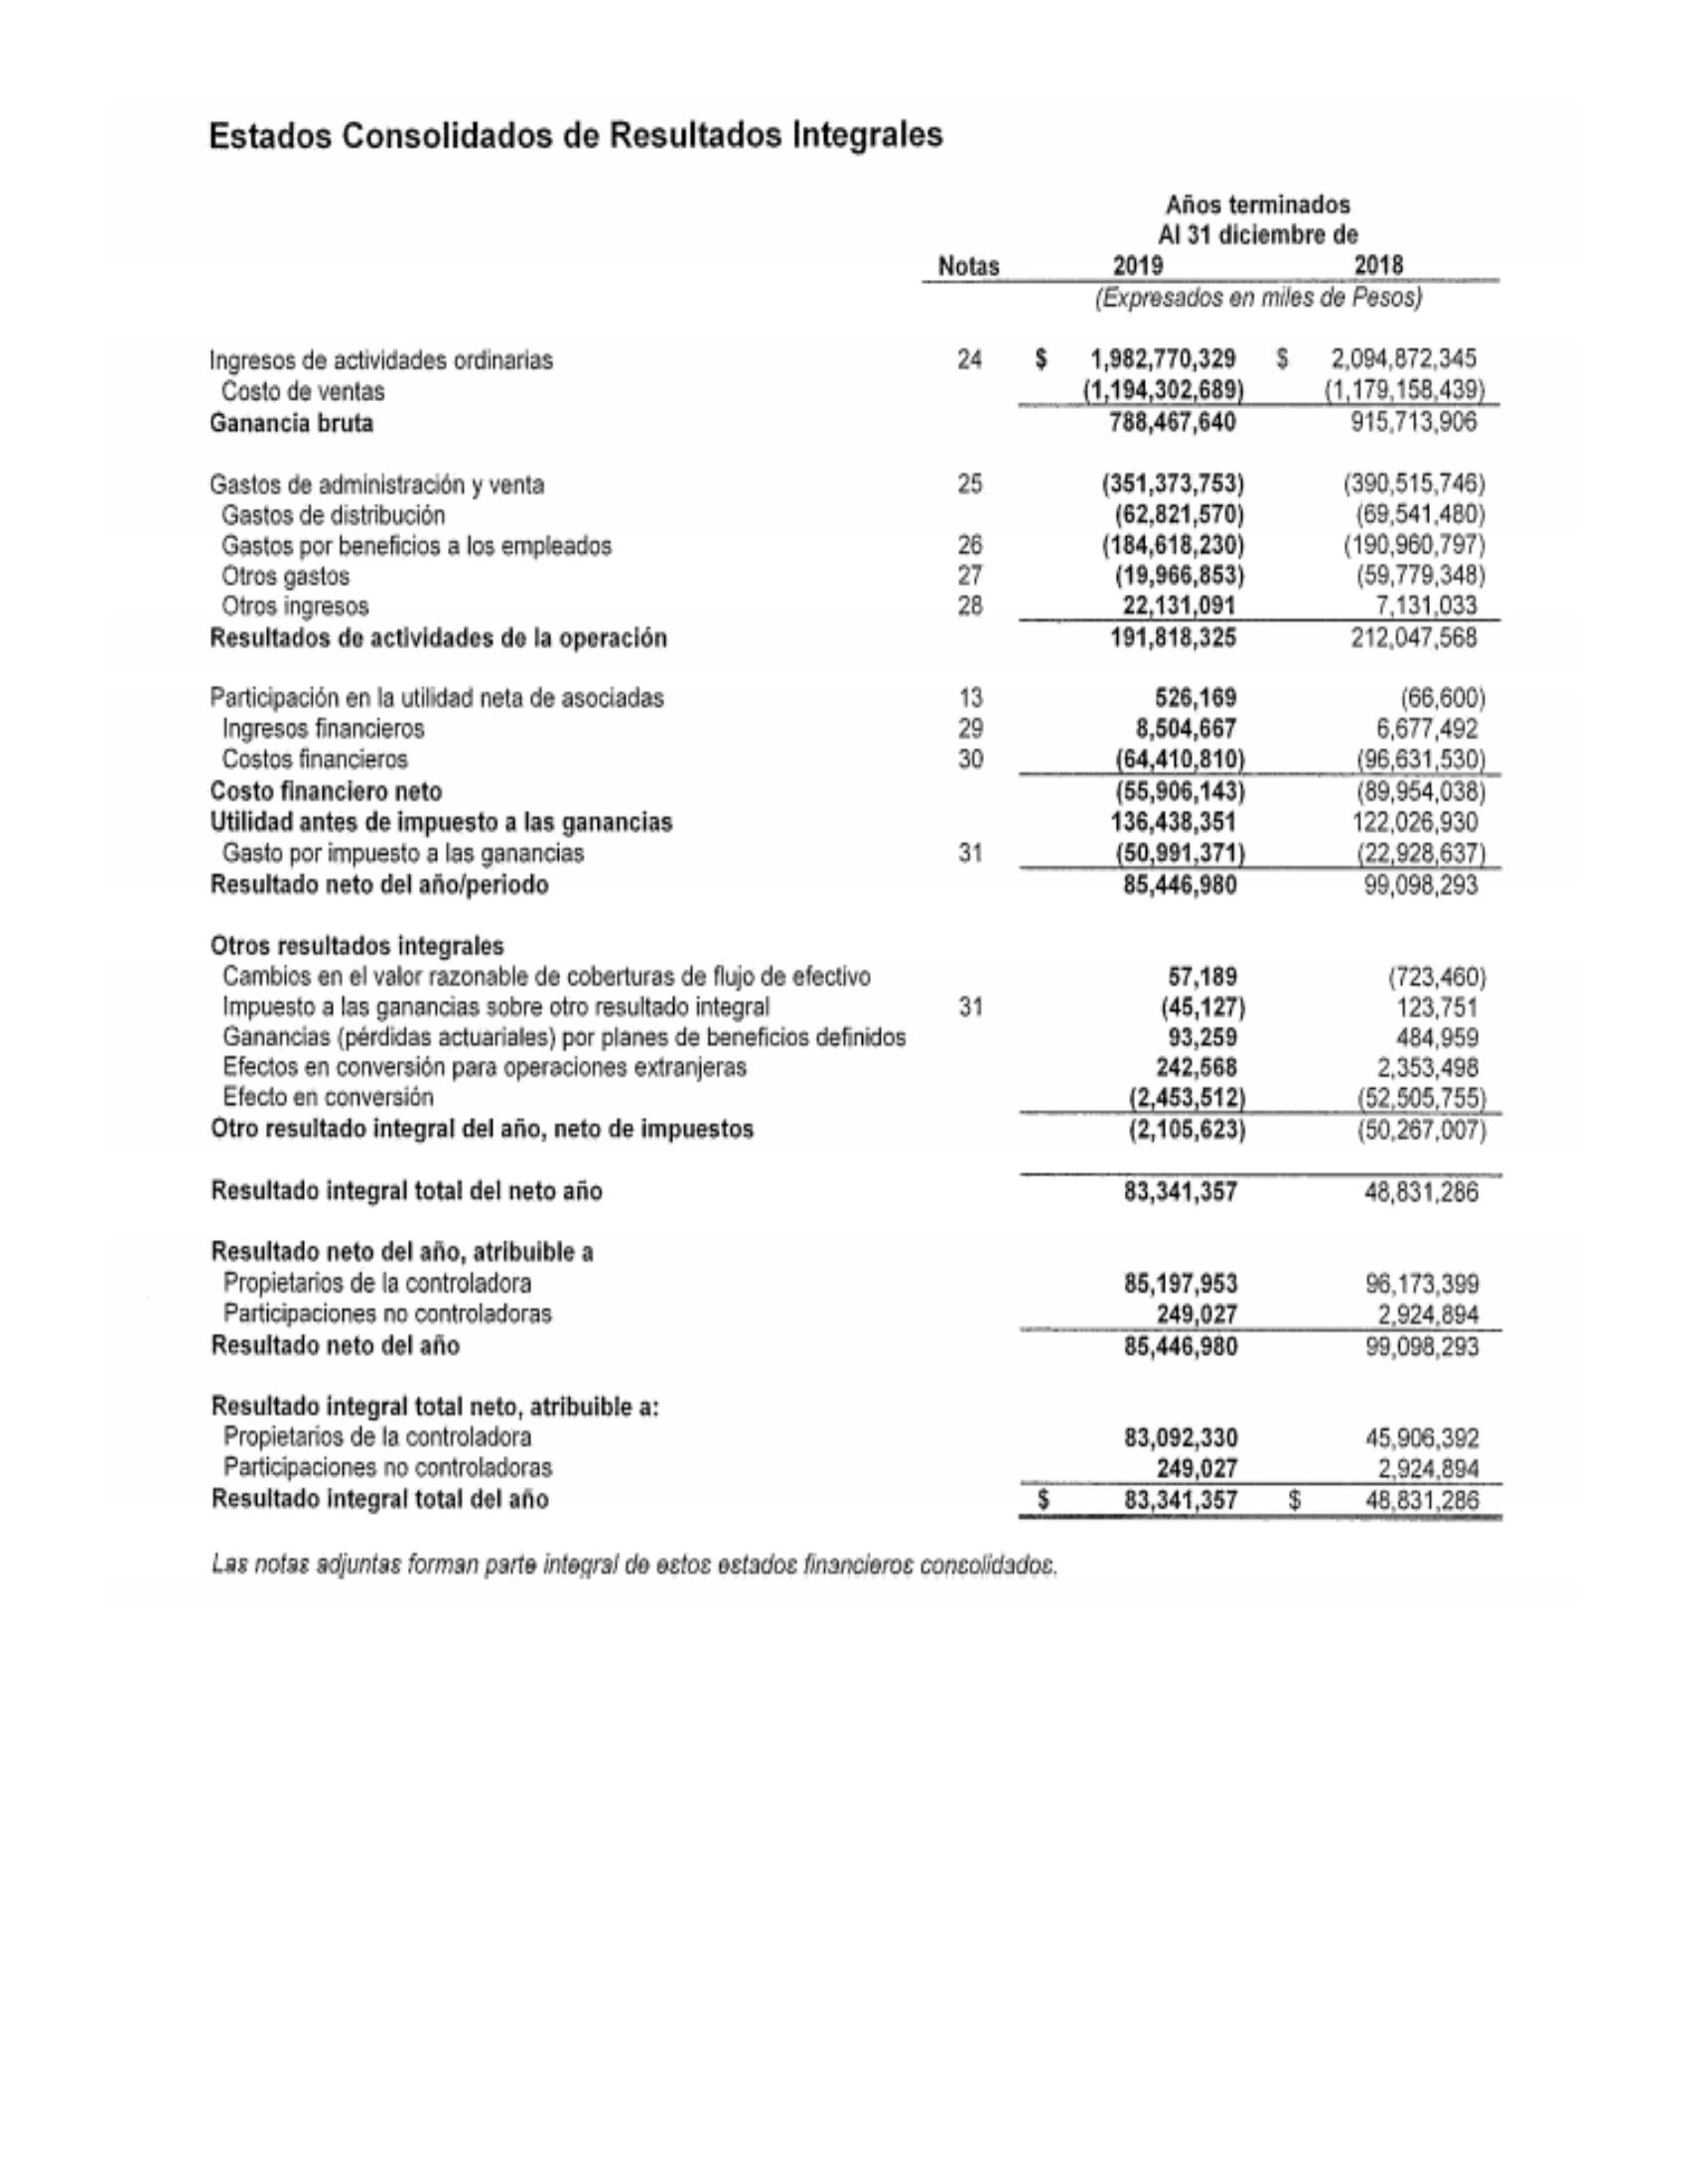 Estados Consolidados de Resultados Integrales
Años terminados
Al 31 diciembre de
Notas 2019 2018
(Expresados en miles de Pesos)
Ingresos de actividades ordinarias 24 $ 1,982,770,329 $ 2,094,872,345
Costo de ventas (1,194,302,689) (1,179,158,439)
Ganancia bruta 788,467,640 915,713,906
Gastos de administración y venta 25 (351,373,753) (390,515,746)
Gastos de distribución (62,821,570) (69,541,480)
Gastos por beneficios a los empleados 26 (184,618,230) (190,960,797)
Otros gastos 27 (19,966,853) (59,779,348)
Otros ingresos 28 22,131,091 7,131,033
Resultados de actividades de la operación 191,818,325 212,047,568
Participación en la utilidad neta de asociadas 13 526,169 (66,600)
Ingresos financieros 29 8,504,667 6,677,492
Costos financieros 30 (64,410,810) (96,631,530)
Costo financiero neto (55,906,143) (89,954,038)
Utilidad antes de impuesto a las ganancias 136,438,351 122,026,930
Gasto por impuesto a las ganancias 31 (50,991,371) (22,928,637)
Resultado neto del año/periodo 85,446,980 99,098,293
Otros resultados integrales
Cambios en el valor razonable de coberturas de flujo de efectivo 57,189 (723,460)
Impuesto a las ganancias sobre otro resultado integral 31 (45,127) 123,751
Ganancias (pérdidas actuariales) por planes de beneficios definidos 93,259 484,959
Efectos en conversión para operaciones extranjeras 242,568 2,353,498
Efecto en conversión (2,453,512) (52,505,755)
Otro resultado integral del año, neto de impuestos (2,105,623) (50,267,007)
Resultado integral total del neto año 83,341,357 48,831,286
Resultado neto del año, atribuible a
Propietarios de la controladora 85,197,953 96,173,399
Participaciones no controladoras 249,027 2,924,894
Resultado neto del año 85,446,980 99,098,293
Resultado integral total neto, atribuible a:
Propietarios de la controladora 83,092,330 45,906,392
Participaciones no controladoras 249,027 2,924,894
Resultado integral total del año $ 83,341,357 $ 48,831,286
Las notas adjuntas forman parte integral de estos estados financieros consolidados.